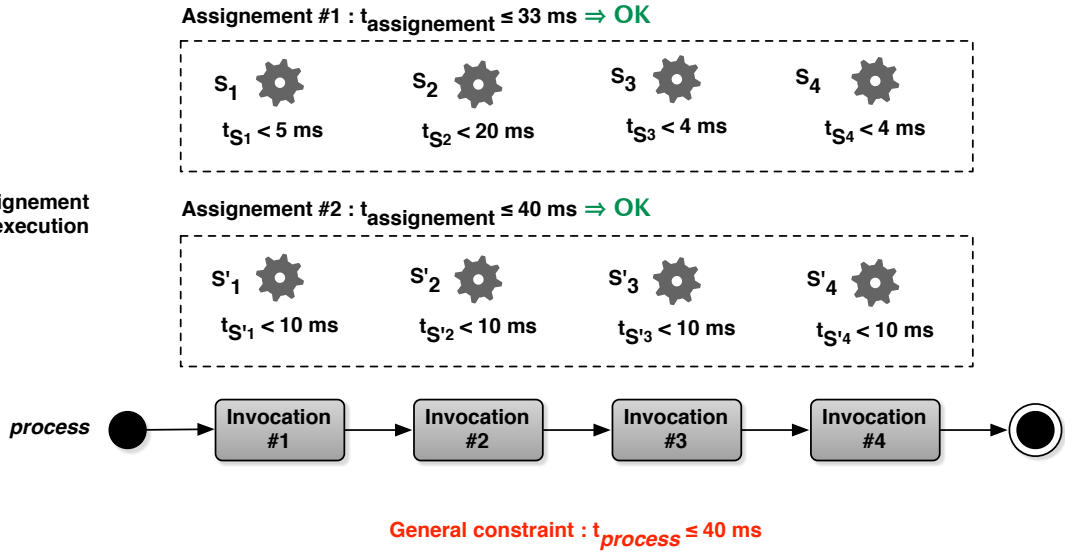 Assignement #1 : tassignement ≤ 33 ms ⇒ OK
S1 S2 S3 S4
tS1 < 5 ms tS2 < 20 ms tS3 < 4 ms tS4 < 4 ms
execution
Assignement #2 : tassignement ≤ 40 ms ⇒ OK
S'1 S'2 S'3 S'4
tS'1 < 10 ms tS'2 < 10 ms tS'3 < 10 ms tS'4 < 10 ms
process
Invocation #1
Invocation #2
Invocation #3
Invocation #4
General constraint : tprocess ≤ 40 ms